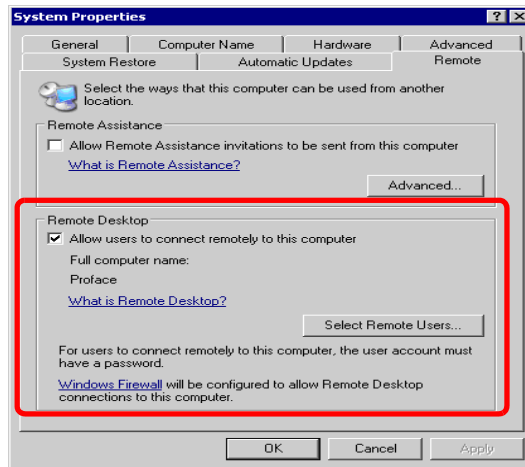 System Properties
General Computer Name Hardware Advanced
System Restore Automatic Updates Remote
Select the ways that this computer can be used from another
location.
Remote Assistance
Allow Remote Assistance invitations to be sent from this computer
What is Remote Assistance?
Advanced...
Remote Desktop
Allow users to connect remotely to this computer
Full computer name:
Proface
What is Remote Desktop?
Select Remote Users...
For users to connect remotely to this computer, the user account must
have a password.
Windows Firewall will be configured to allow Remote Desktop
connections to this computer.
OK Cancel Apply